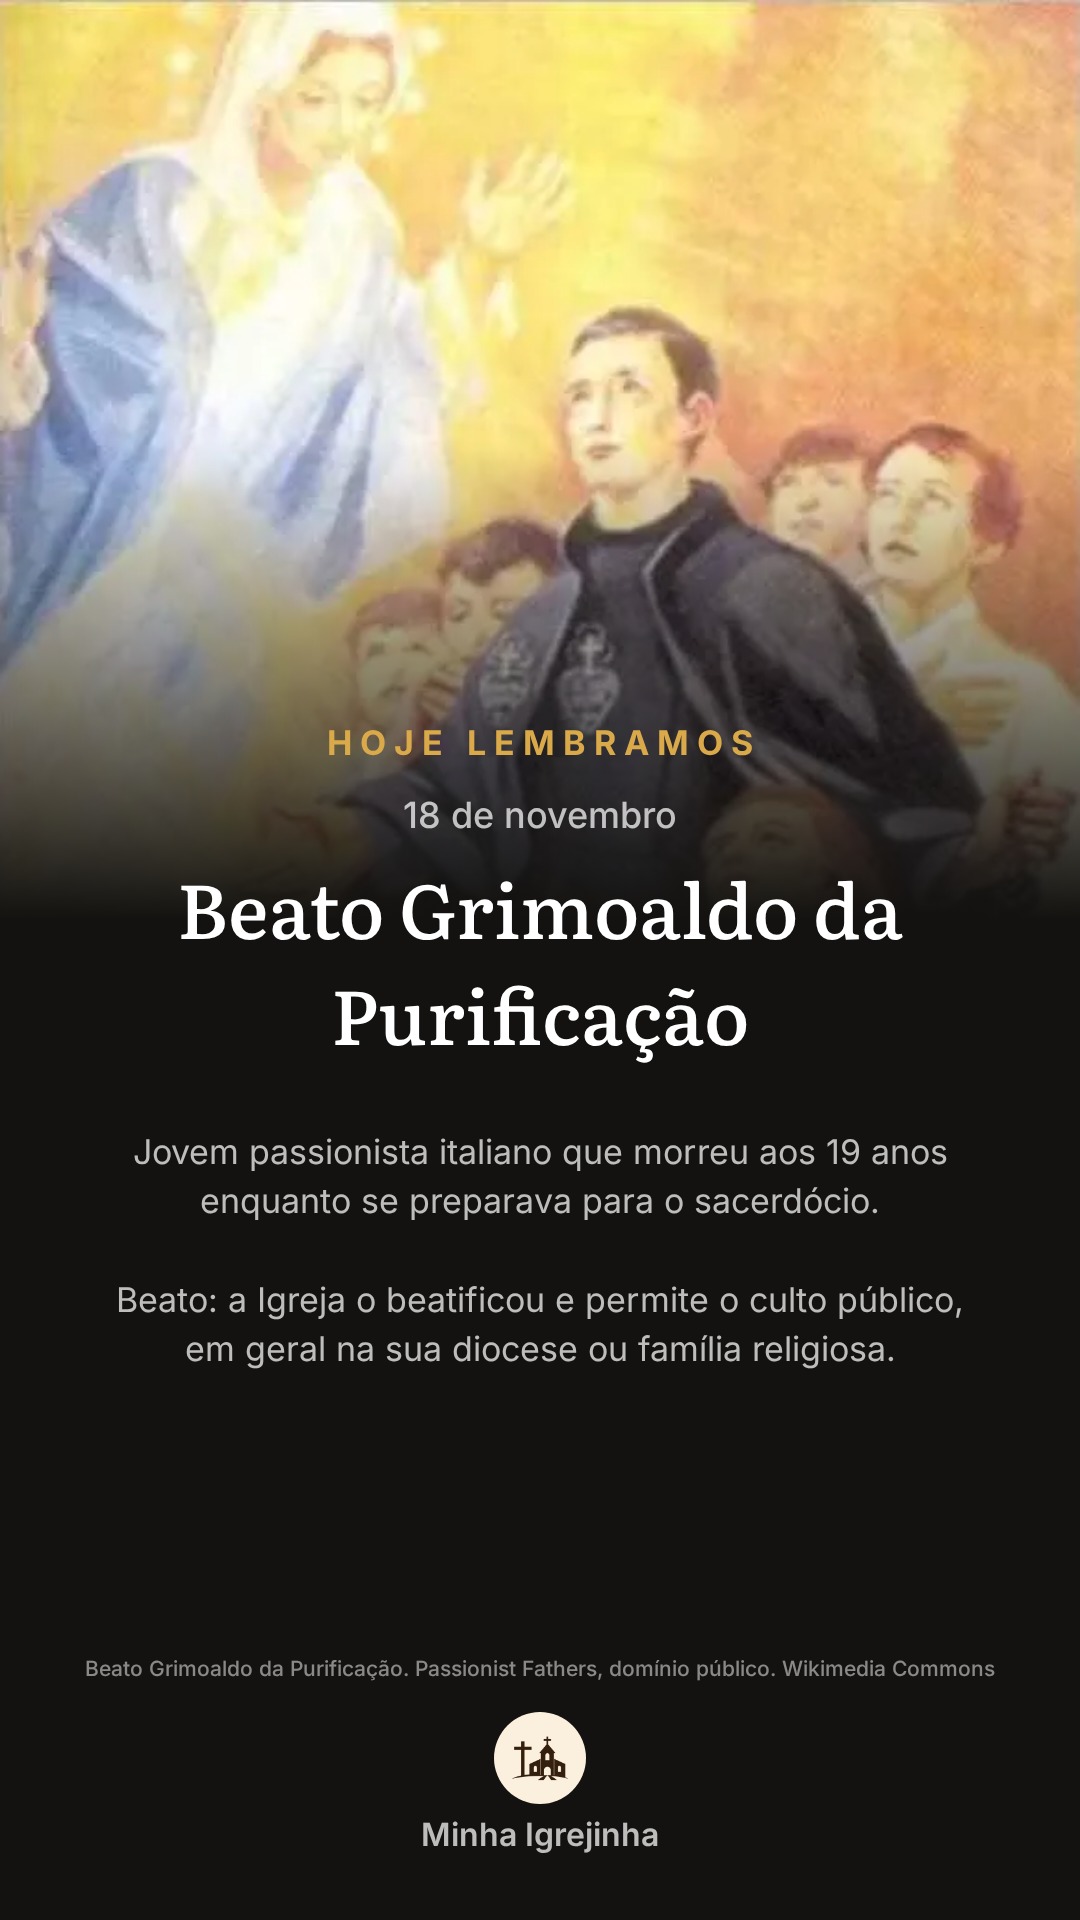 HOJE LEMBRAMOS
18 de novembro
Beato Grimoaldo da
Purificação
Jovem passionista italiano que morreu aos 19 anos
enquanto se preparava para o sacerdócio.
Beato: a Igreja o beatificou e permite o culto público,
em geral na sua diocese ou família religiosa.
Beato Grimoaldo da Purificação. Passionist Fathers, domínio público. Wikimedia Commons
Minha Igrejinha